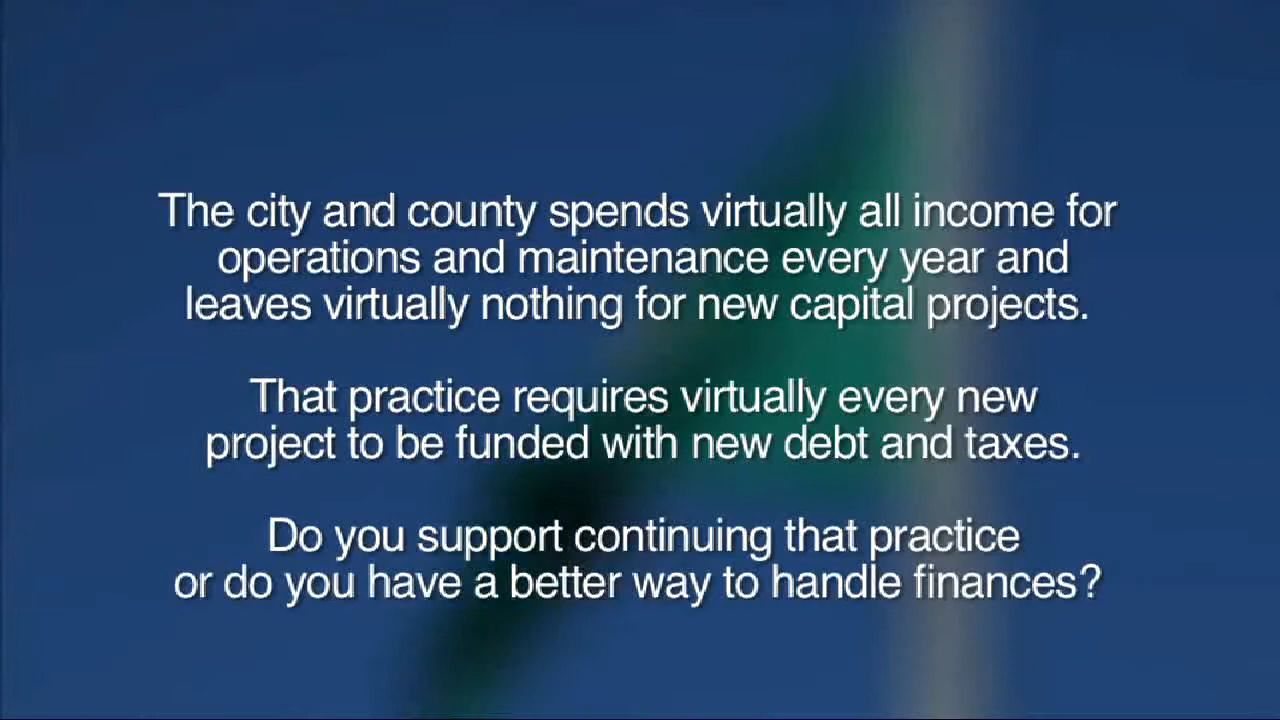 The city and county spends virtually all income for
operations and maintenance every year and
leaves virtually nothing for new capital projects.
That practice requires virtually every new
project to be funded with new debt and taxes.
Do you support continuing that practice
or do you have a better way to handle finances?